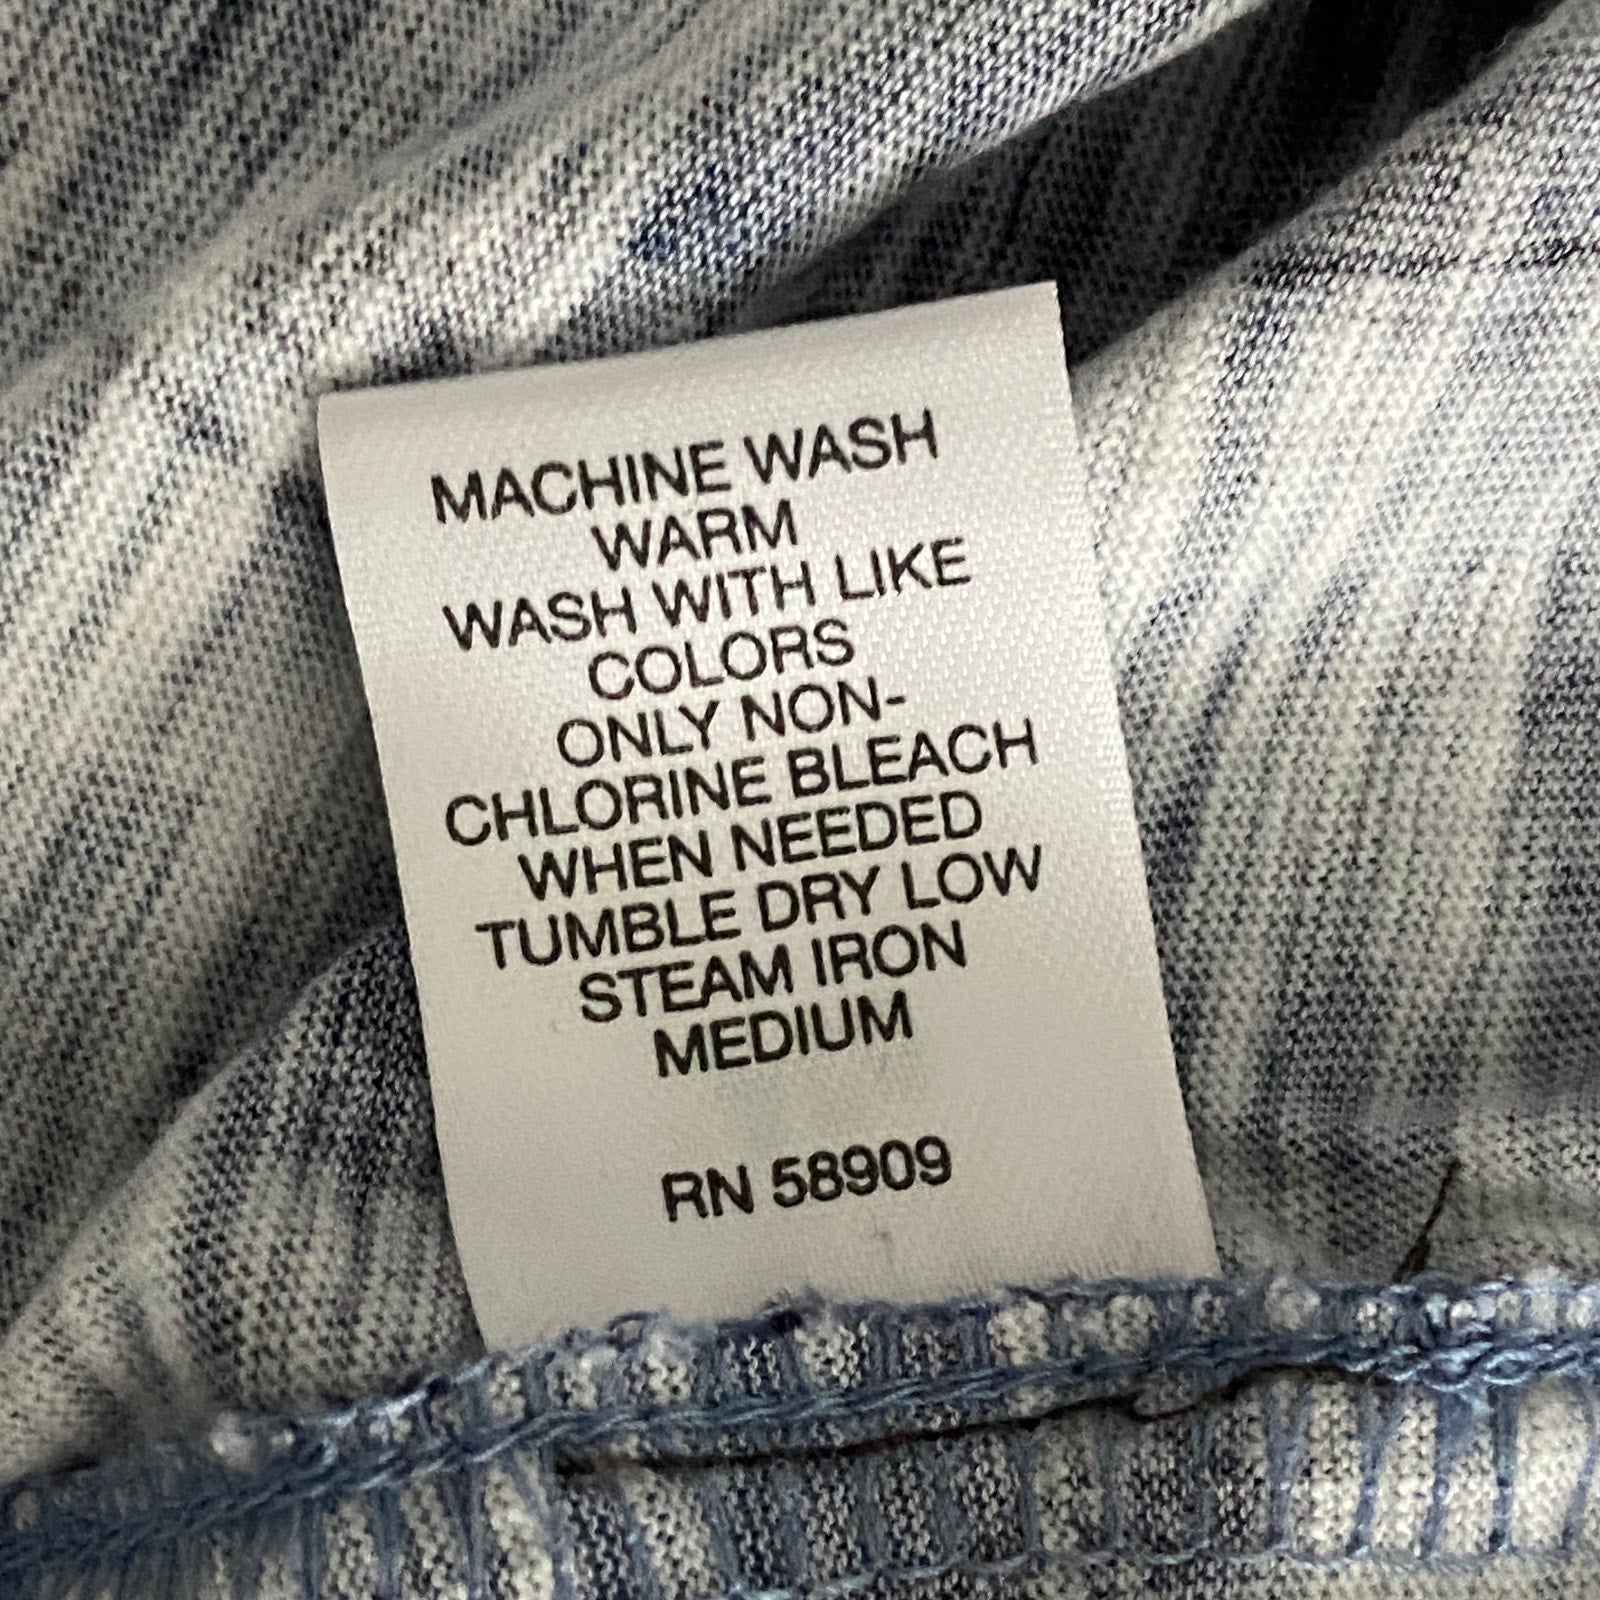 MACHINE WASH
WARM
WASH WITH LIKE
COLORS
ONLY NON-
CHLORINE BLEACH
WHEN NEEDED
TUMBLE DRY LOW
STEAM IRON
MEDIUM
RN 58909